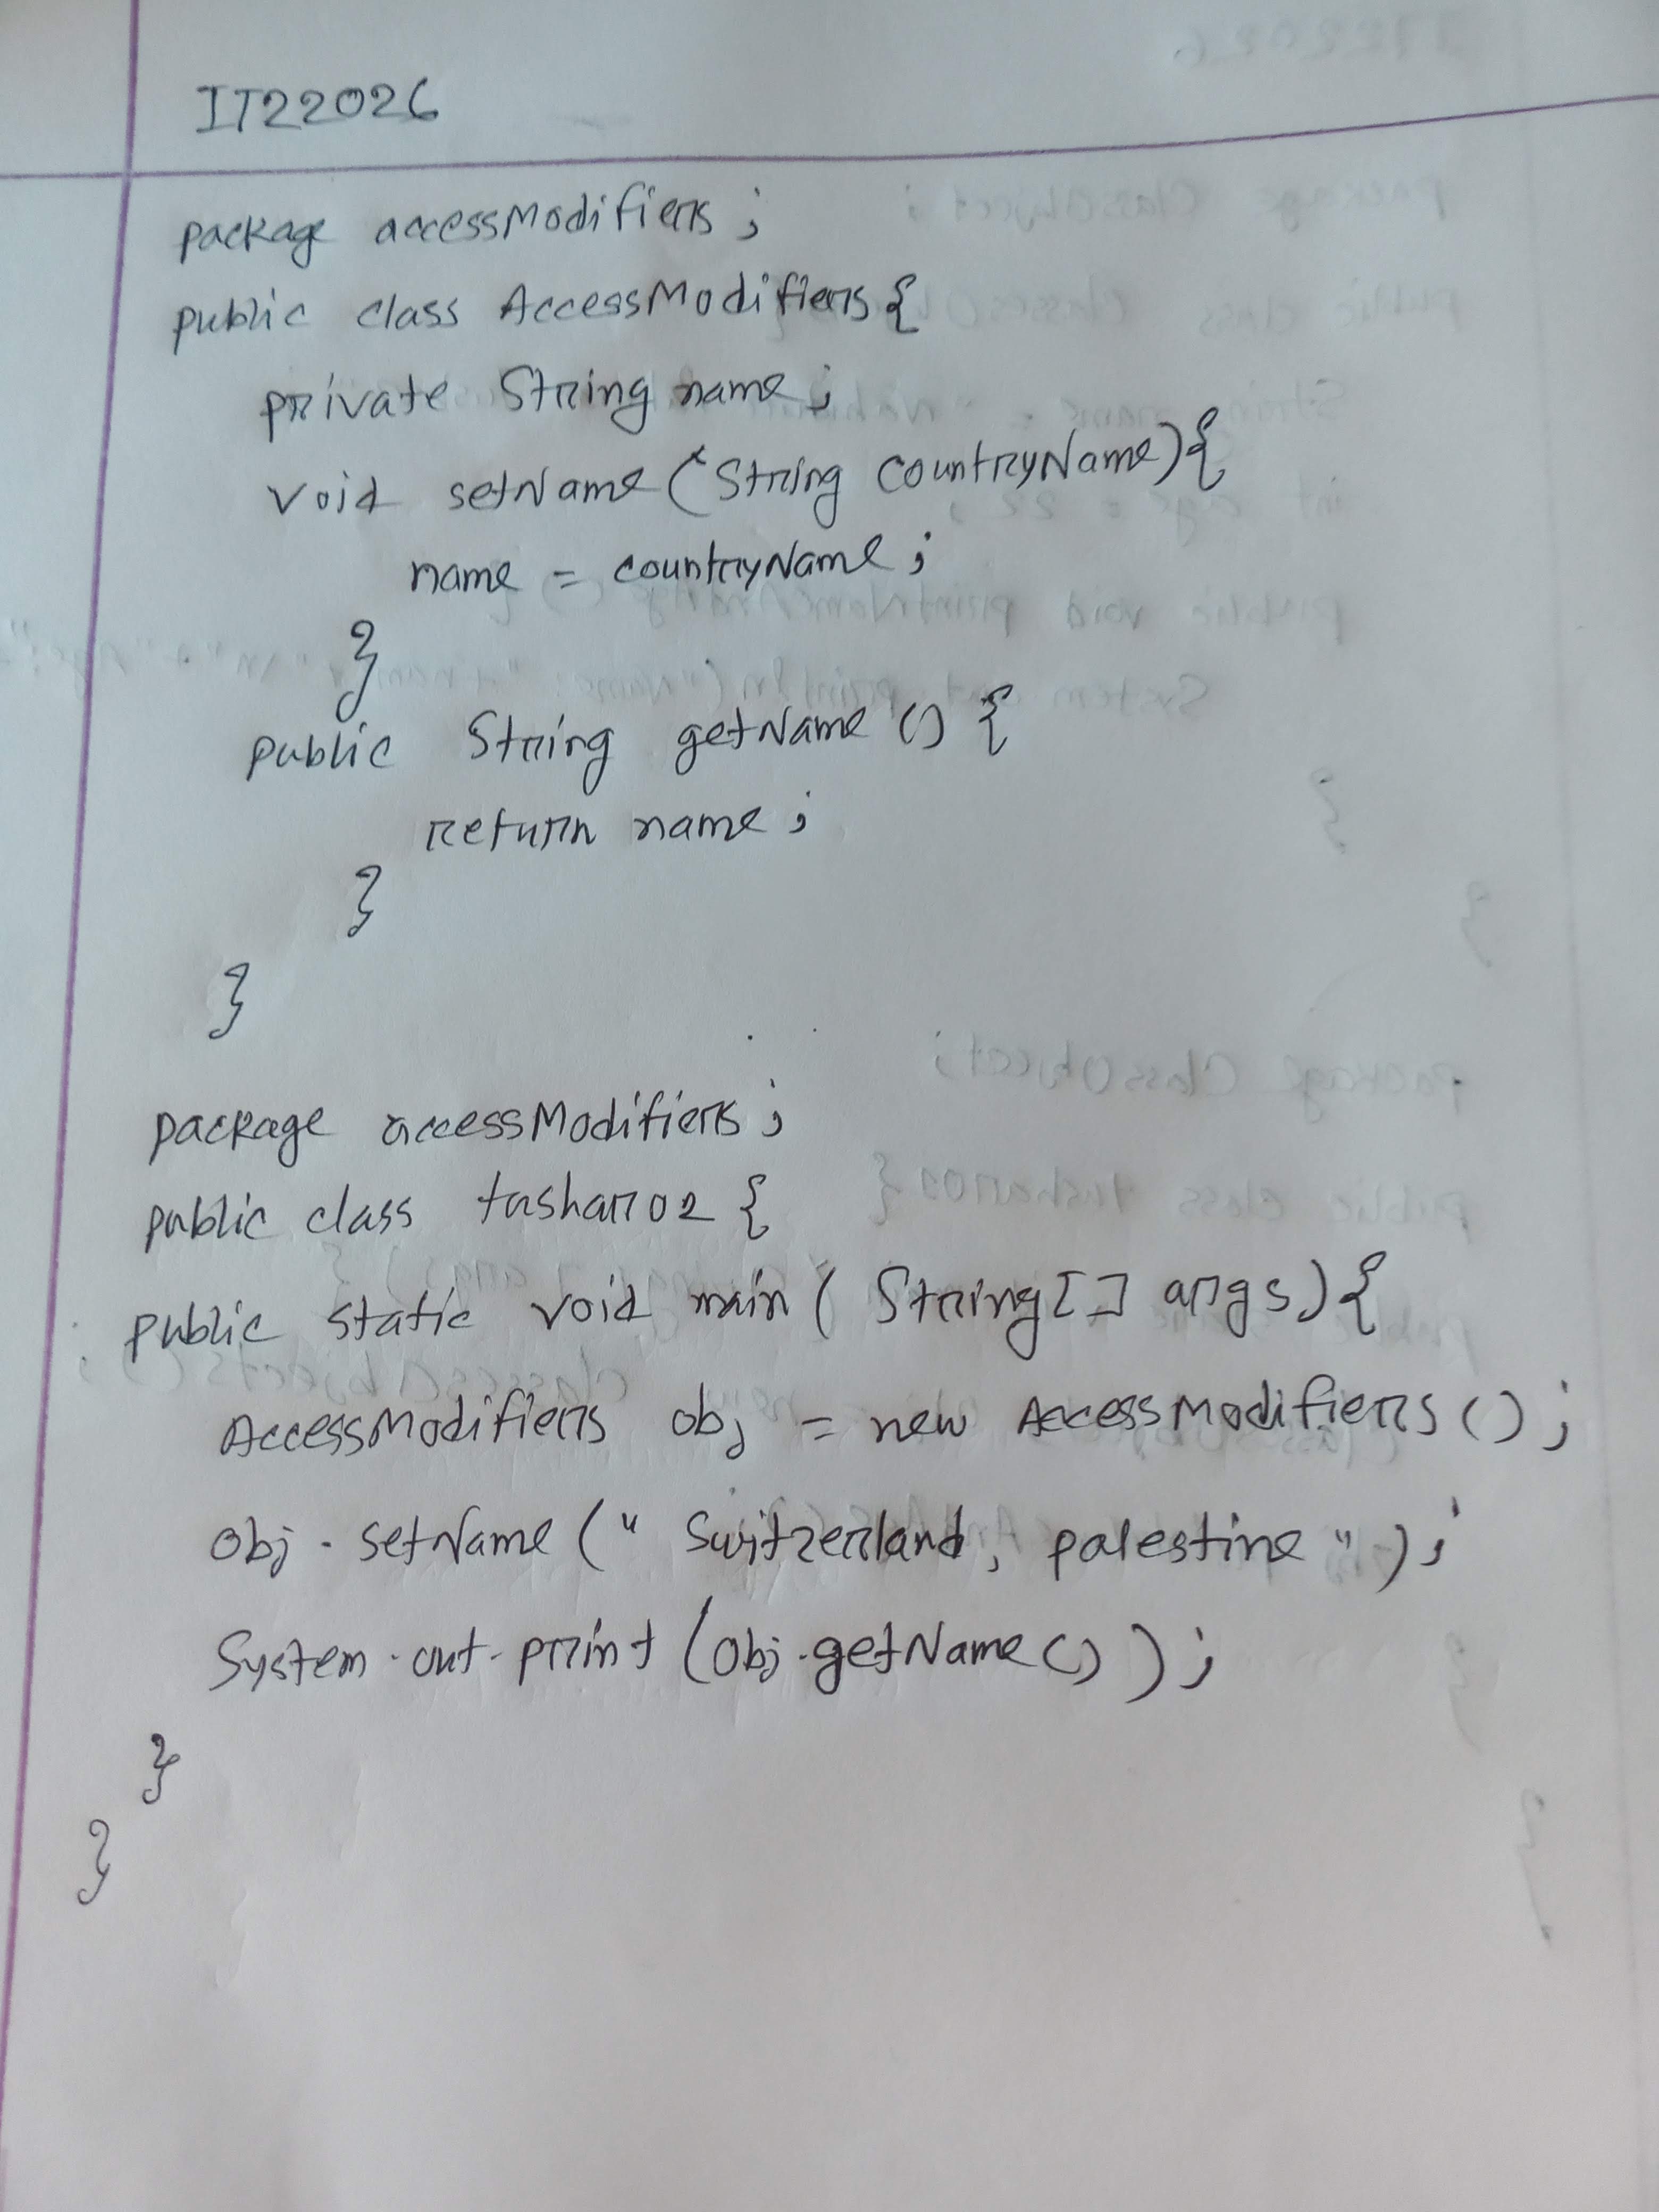 IT22026
package accessModifiers;
public class AccessModifiers{
private String name;
void setName(String countryName){
name = countryName;
}
public String getName () {
return name;
}
}
package accessModifiers;
public class tushar02 {
public static void main( String[] args){
AccessModifiers obj = new AccessModifiers();
obj.setName(" Switzerland, palestine ");
System.out.print(obj.getName());
}
}